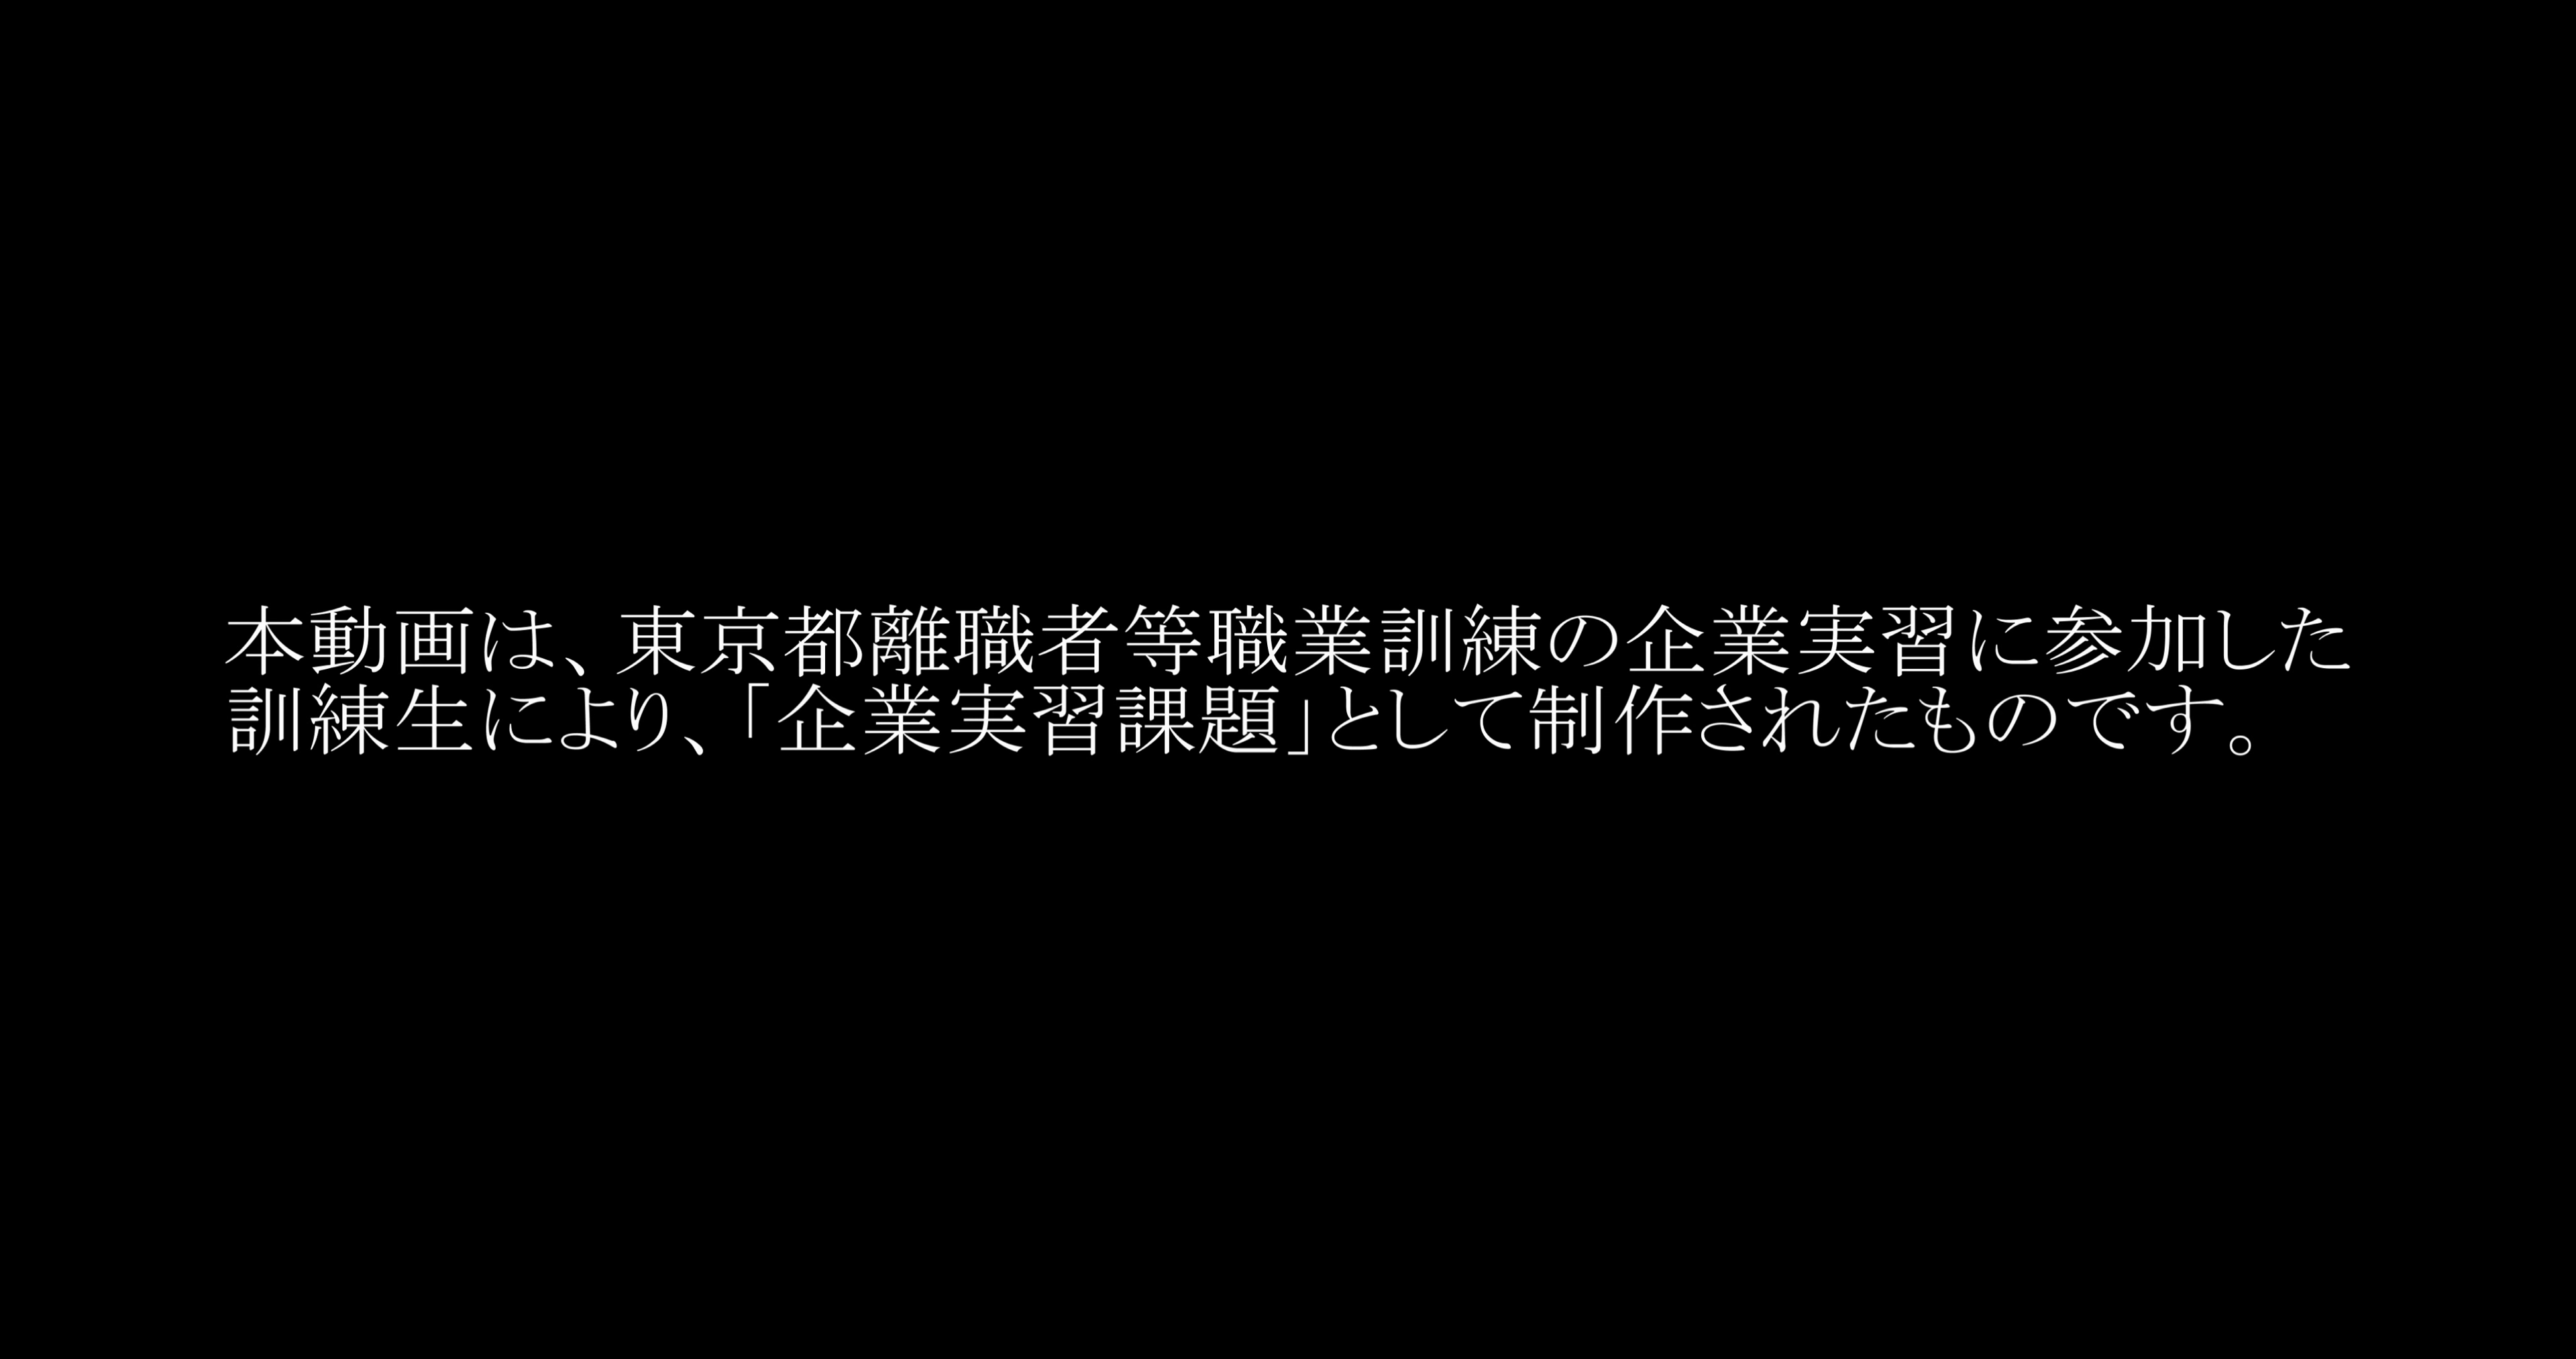 本動画は、東京都離職者等職業訓練の企業実習に参加した
訓練生により、「企業実習課題」として制作されたものです。